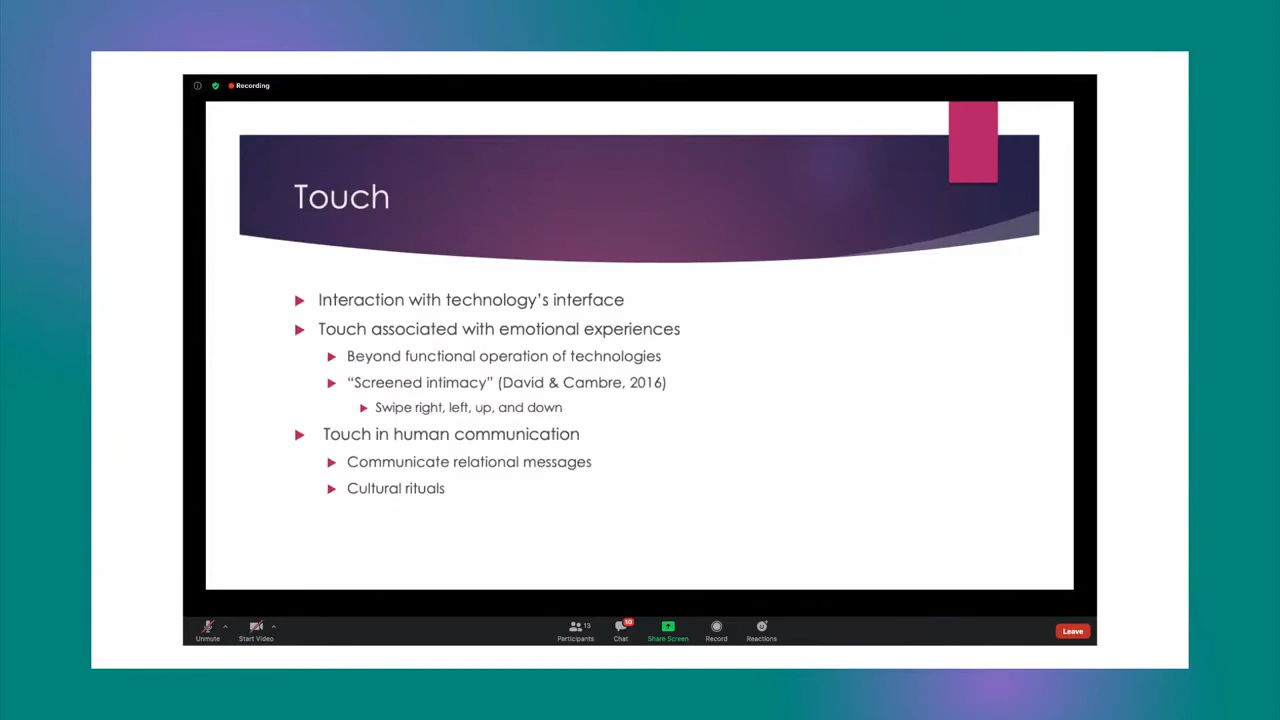 Recording
Touch
Interaction with technology's interface
Touch associated with emotional experiences
Beyond functional operation of technologies
“Screened intimacy” (David & Cambre, 2016)
Swipe right, left, up, and down
Touch in human communication
Communicate relational messages
Cultural rituals
Unmute
Start Video
13
Participants
10
Chat
Share Screen
Record
Reactions
Leave